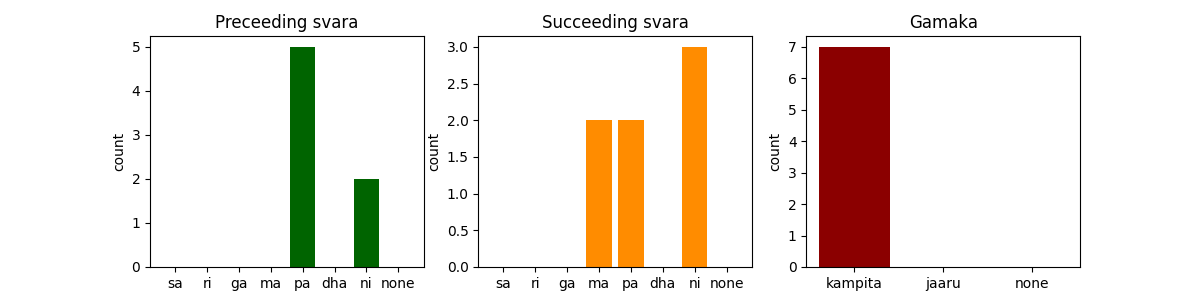 Preceeding svara
count
5
4
3
2
1
0
sa ri ga ma pa dha ni none
Succeeding svara
count
3.0
2.5
2.0
1.5
1.0
0.5
0.0
sa ri ga ma pa dha ni none
Gamaka
count
7
6
5
4
3
2
1
0
kampita jaaru none